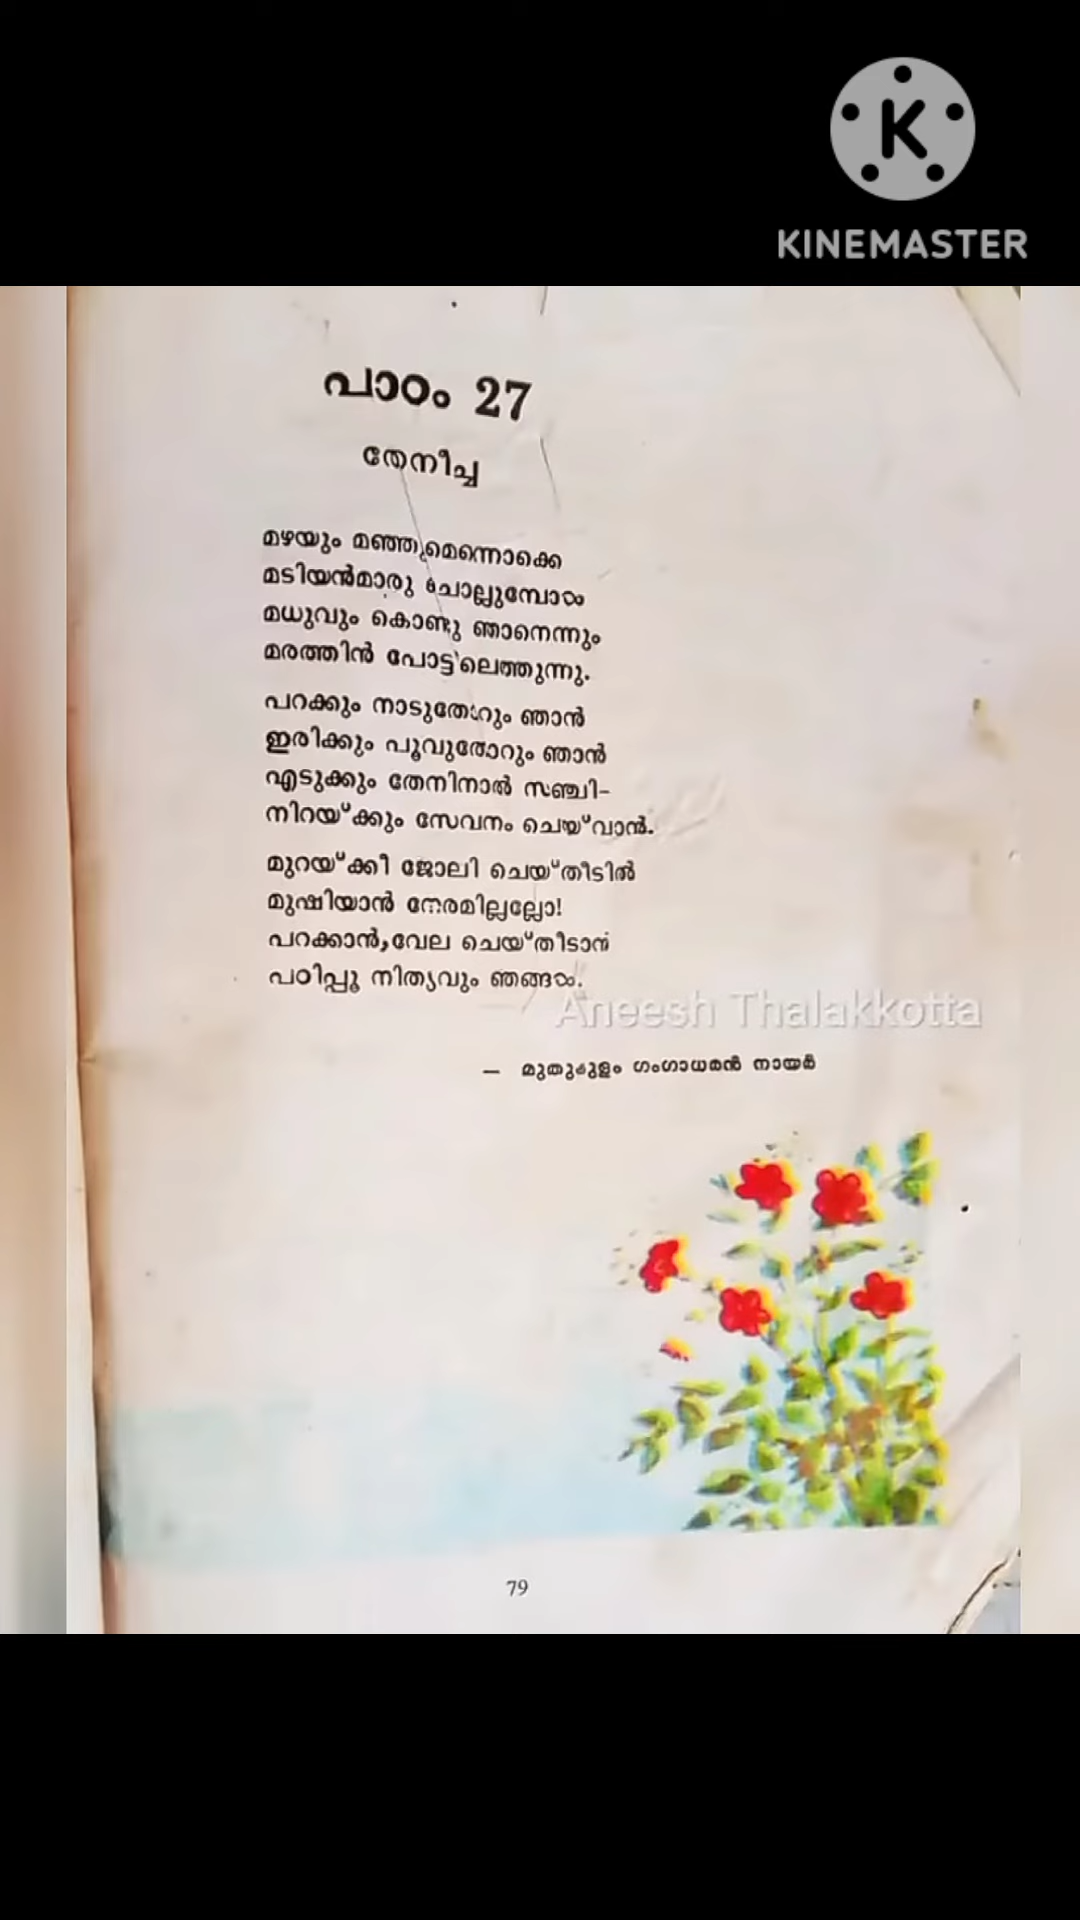 KINEMASTER
പാഠം 27
തേനീച്ച
മഴയും മഞ്ഞുമെന്നൊക്കെ
മടിയൻമാരു ചൊല്ലുമ്പോൾ
മധുവും കൊണ്ടു ഞാനെന്നും
മരത്തിൻ പോട്ടിലെത്തുന്നു.
പറക്കും നാടുതോറും ഞാൻ
ഇരിക്കും പൂവുതോറും ഞാൻ
എടുക്കും തേനിനാൽ സഞ്ചി-
നിറയ്ക്കും സേവനം ചെയ്‌വാൻ.
മുറയ്ക്കീ ജോലി ചെയ്തീടിൽ
മുഷിയാൻ നേരമില്ലല്ലോ!
പറക്കാൻ, വേല ചെയ്തീടാൻ
പഠിപ്പൂ നിത്യവും ഞങ്ങൾ.
Aneesh Thalakkotta
— മുതുകുളം ഗംഗാധരൻ നായർ
79